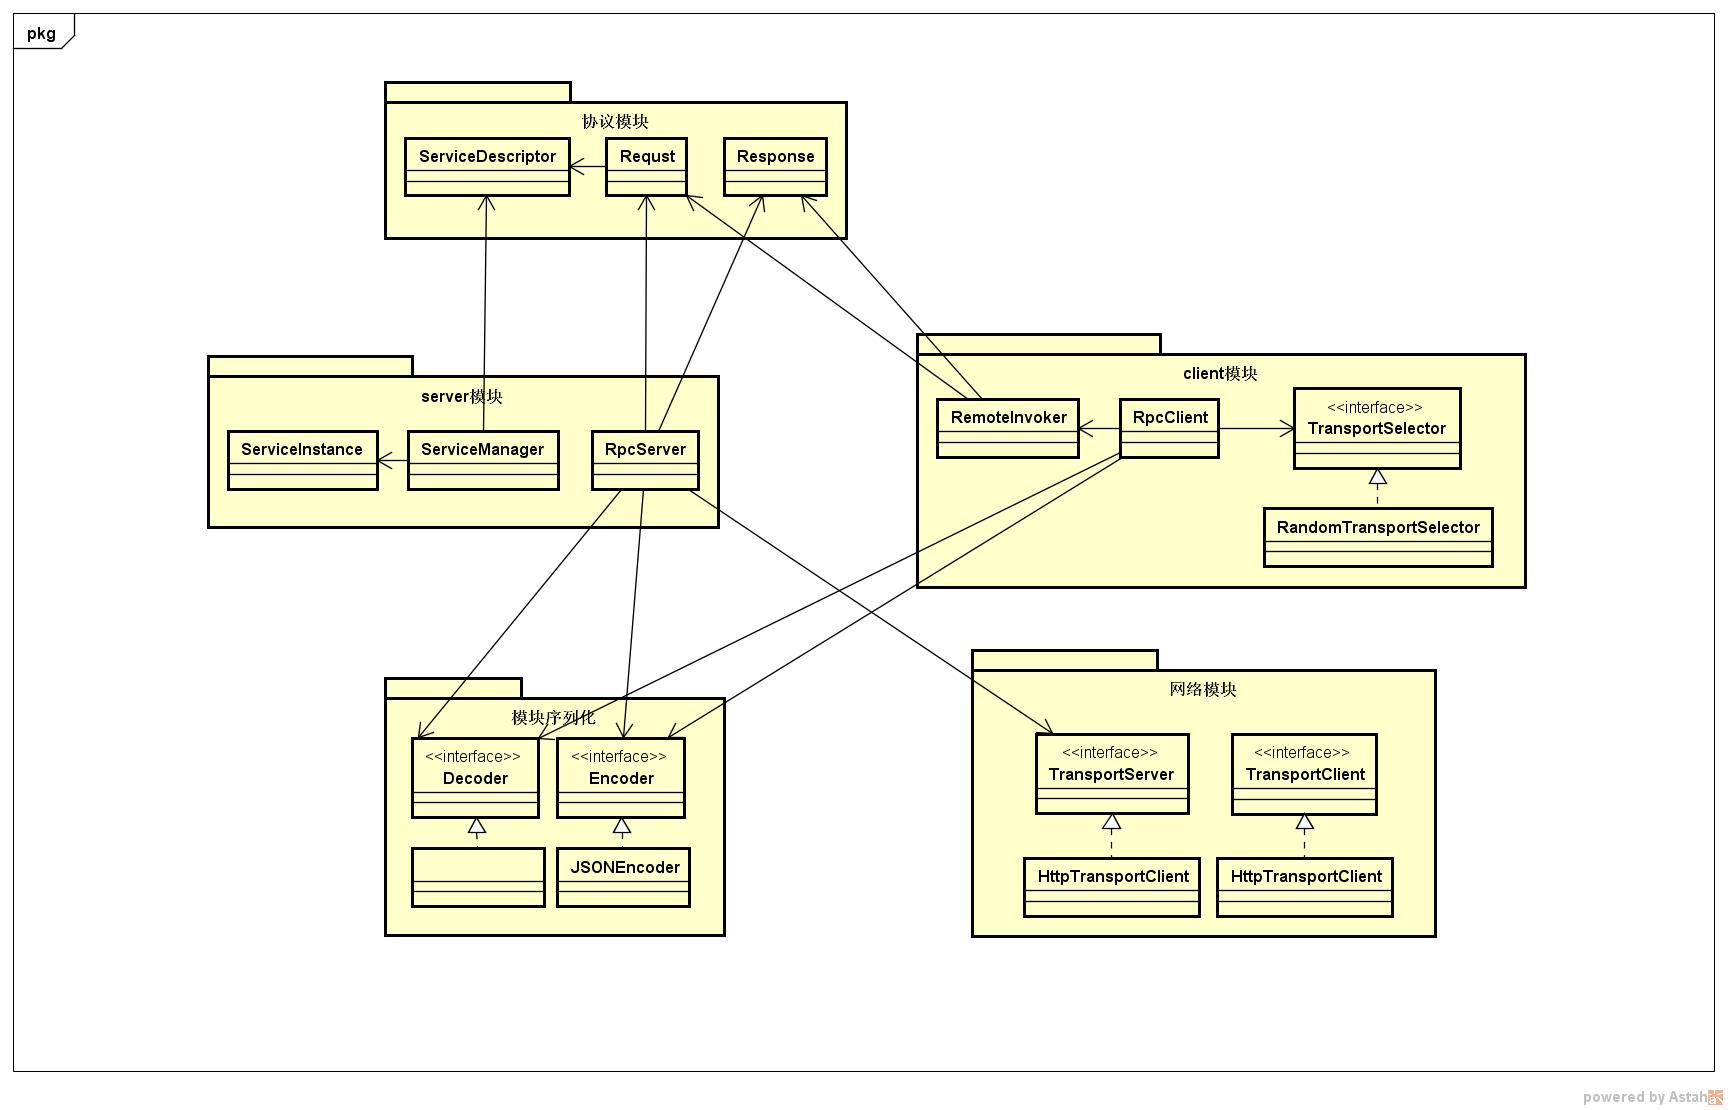 pkg
协议模块
ServiceDescriptor
Requst
Response
server模块
ServiceInstance
ServiceManager
RpcServer
client模块
RemoteInvoker
RpcClient
<<interface>>
TransportSelector
RandomTransportSelector
模块序列化
<<interface>>
Decoder
<<interface>>
Encoder
JSONEncoder
网络模块
<<interface>>
TransportServer
<<interface>>
TransportClient
HttpTransportClient
HttpTransportClient
powered by Astah